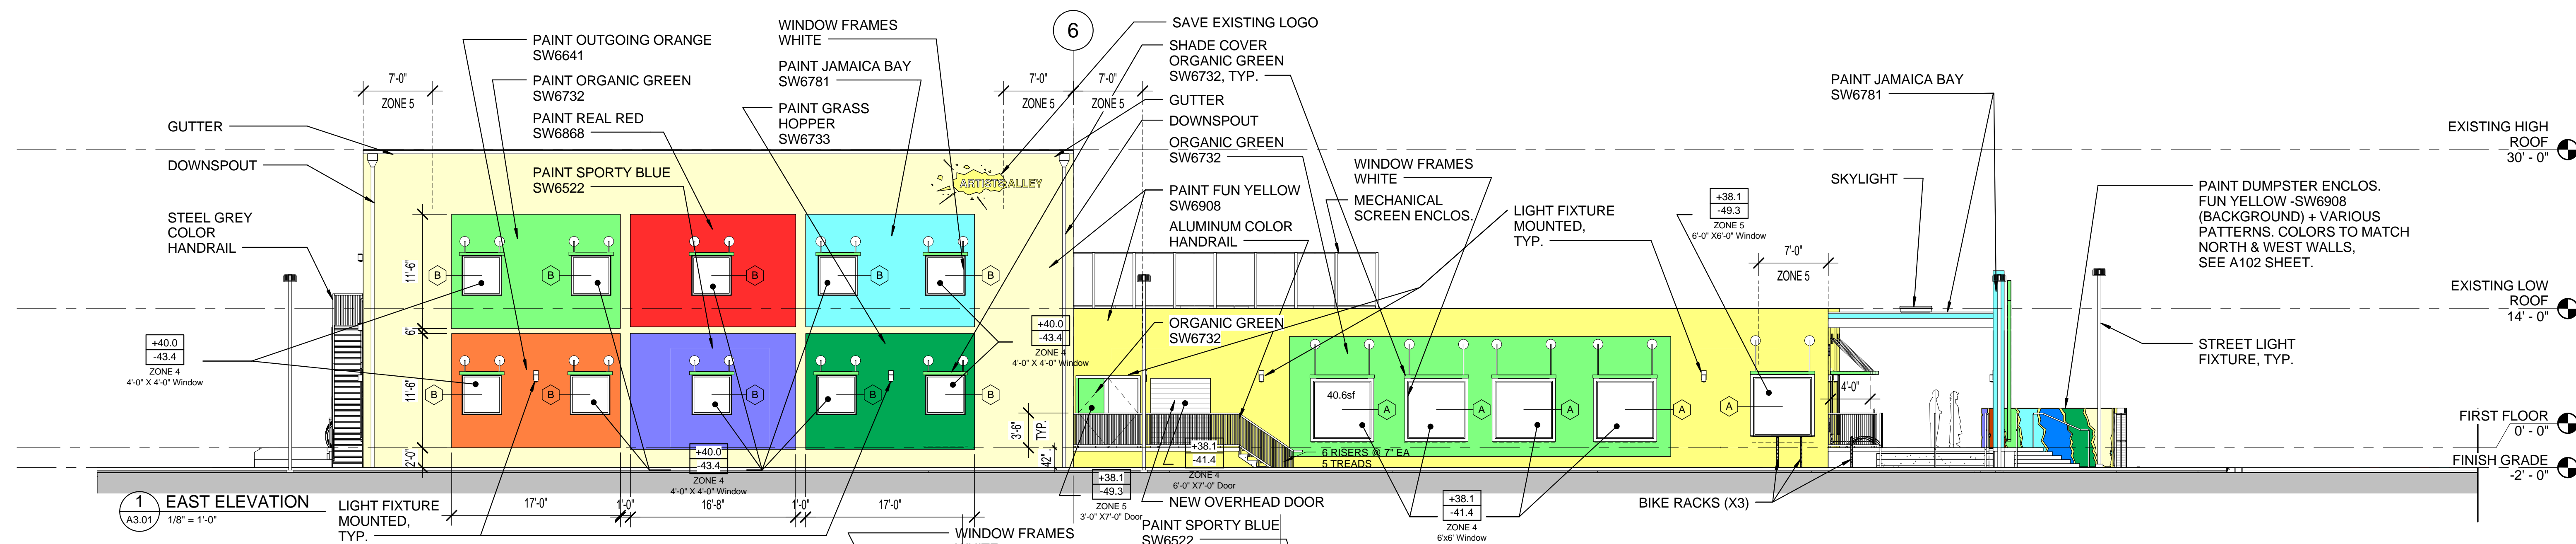 6
PAINT OUTGOING ORANGE
SW6641
PAINT ORGANIC GREEN
SW6732
PAINT REAL RED
SW6868
PAINT SPORTY BLUE
SW6522
WINDOW FRAMES
WHITE
PAINT JAMAICA BAY
SW6781
PAINT GRASS
HOPPER
SW6733
7'-0"
ZONE 5
GUTTER
DOWNSPOUT
STEEL GREY
COLOR
HANDRAIL
7'-0"
ZONE 5
7'-0"
ZONE 5
SAVE EXISTING LOGO
SHADE COVER
ORGANIC GREEN
SW6732, TYP.
GUTTER
DOWNSPOUT
ORGANIC GREEN
SW6732
PAINT FUN YELLOW
SW6908
ALUMINUM COLOR
HANDRAIL
WINDOW FRAMES
WHITE
MECHANICAL
SCREEN ENCLOS.
LIGHT FIXTURE
MOUNTED,
TYP.
+38.1
-49.3
ZONE 5
6'-0" X6'-0" Window
7'-0"
ZONE 5
PAINT JAMAICA BAY
SW6781
SKYLIGHT
PAINT DUMPSTER ENCLOS.
FUN YELLOW -SW6908
(BACKGROUND) + VARIOUS
PATTERNS. COLORS TO MATCH
NORTH & WEST WALLS,
SEE A102 SHEET.
EXISTING HIGH
ROOF
30' - 0"
EXISTING LOW
ROOF
14' - 0"
STREET LIGHT
FIXTURE, TYP.
FIRST FLOOR
0' - 0"
FINISH GRADE
-2' - 0"
ARTISTS ALLEY
11'-6"
6"
11'-6"
2'-0"
B
B
B
B
B
B
B
B
B
B
+40.0
-43.4
ZONE 4
4'-0" X 4'-0" Window
+40.0
-43.4
ZONE 4
4'-0" X 4'-0" Window
+40.0
-43.4
ZONE 4
4'-0" X 4'-0" Window
ORGANIC GREEN
SW6732
3'-6"
TYP.
42"
40.6sf
A
A
A
A
A
4'-0"
6 RISERS @ 7" EA
5 TREADS
+38.1
-41.4
ZONE 4
6'-0" X7'-0" Door
+38.1
-49.3
ZONE 5
3'-0" X7'-0" Door
NEW OVERHEAD DOOR
+38.1
-41.4
ZONE 4
6'x6' Window
BIKE RACKS (X3)
1
A3.01
EAST ELEVATION
1/8" = 1'-0"
LIGHT FIXTURE
MOUNTED,
TYP.
17'-0"
1'-0"
16'-8"
1'-0"
17'-0"
WINDOW FRAMES
PAINT SPORTY BLUE
SW6522